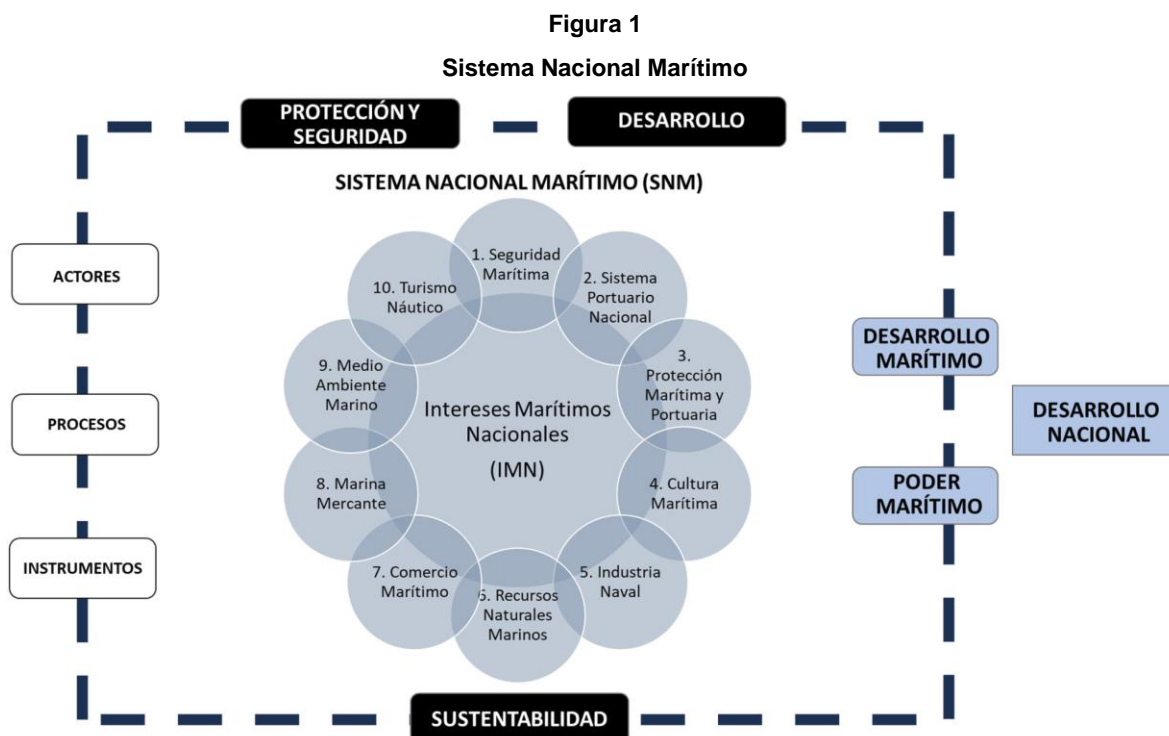 Figura 1
Sistema Nacional Marítimo
PROTECCIÓN Y
SEGURIDAD
DESARROLLO
SISTEMA NACIONAL MARÍTIMO (SNM)
ACTORES
PROCESOS
INSTRUMENTOS
1. Seguridad
Marítima
2. Sistema
Portuario
Nacional
3.
Protección
Marítima y
Portuaria
4. Cultura
Marítima
5. Industria
Naval
6. Recursos
Naturales
Marinos
7. Comercio
Marítimo
8. Marina
Mercante
9. Medio
Ambiente
Marino
10. Turismo
Náutico
Intereses Marítimos
Nacionales
(IMN)
DESARROLLO
MARÍTIMO
PODER
MARÍTIMO
DESARROLLO
NACIONAL
SUSTENTABILIDAD